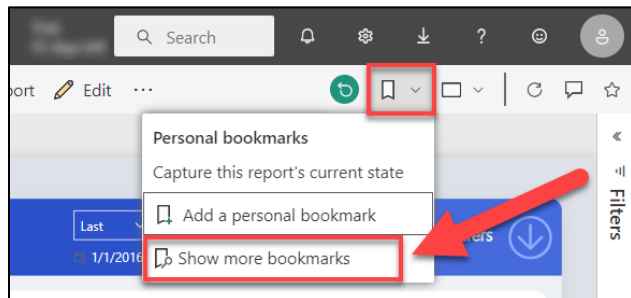 Search
?
Edit ...
Personal bookmarks
Capture this report's current state
Add a personal bookmark
Show more bookmarks
Last
1/1/2016
Filters